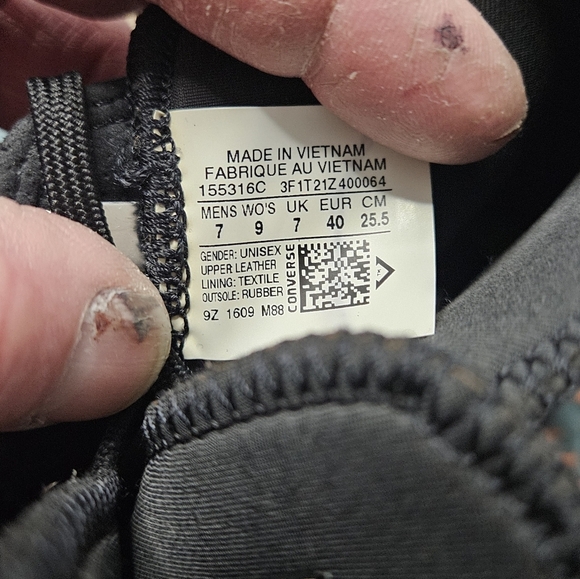 MADE IN VIETNAM
FABRIQUE AU VIETNAM
155316C 3F1T21Z400064
MENS WO'S UK EUR CM
7 9 7 40 25.5
GENDER: UNISEX
UPPER LEATHER
LINING: TEXTILE
OUTSOLE: RUBBER
9Z 1609 M88
CONVERSE